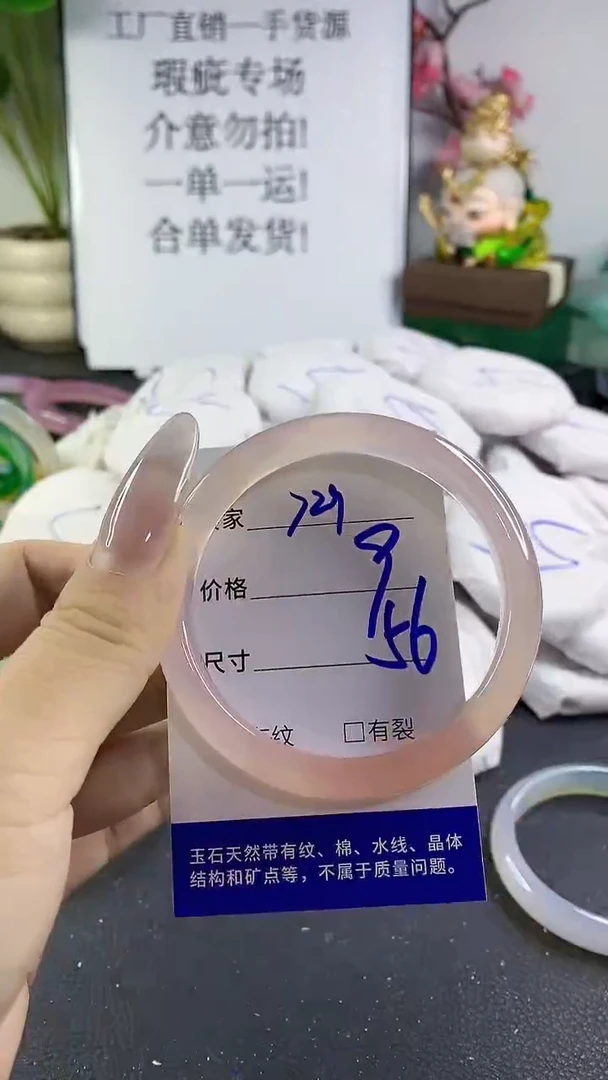 工厂直销一手货源
瑕疵专场
介意勿拍!
一单一运!
合单发货!
家
价格
9
尺寸 56
纹 □有裂
玉石天然带有纹、棉、水线、晶体
结构和矿点等，不属于质量问题。